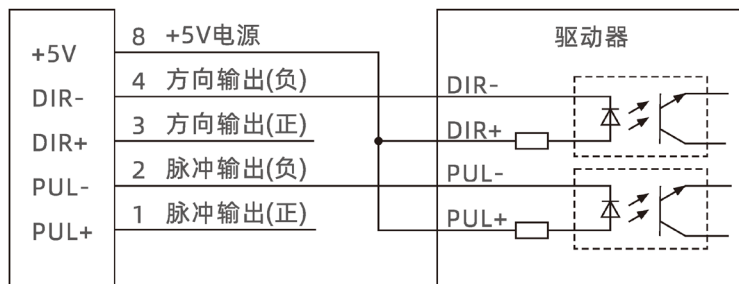 +5V 8 +5V电源 驱动器
DIR- 4 方向输出(负) DIR-
DIR+ 3 方向输出(正) DIR+
PUL- 2 脉冲输出(负) PUL-
PUL+ 1 脉冲输出(正) PUL+